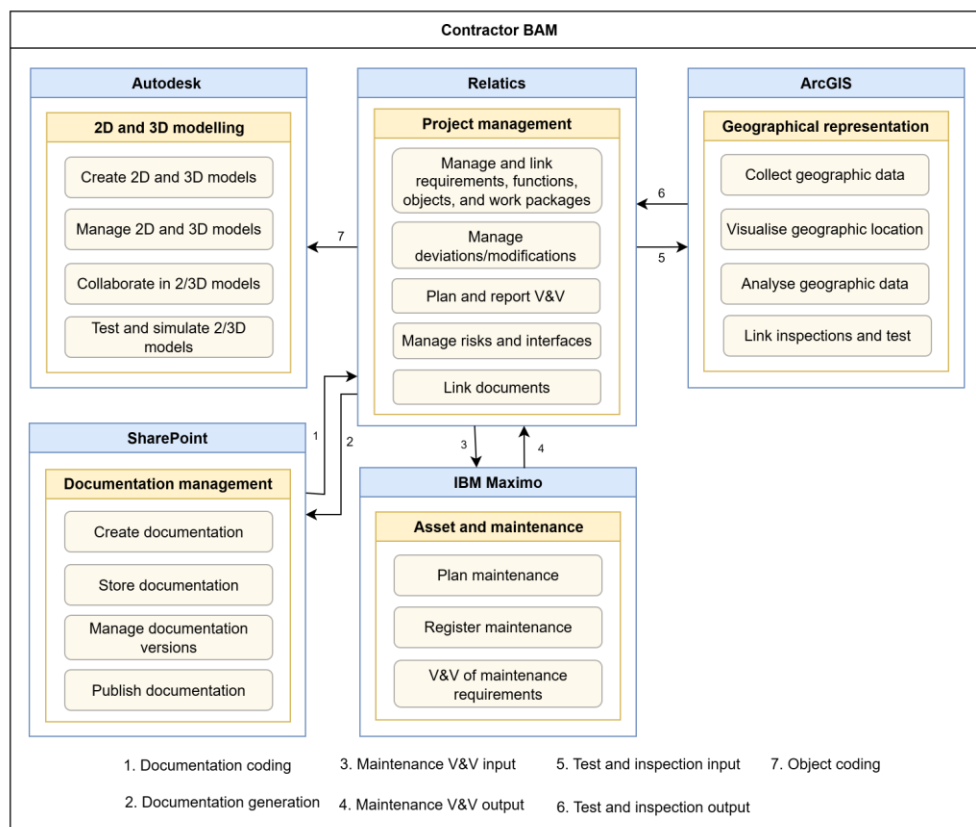 Contractor BAM
Autodesk
2D and 3D modelling
Create 2D and 3D models
Manage 2D and 3D models
Collaborate in 2/3D models
Test and simulate 2/3D
models
Relatics
Project management
Manage and link
requirements, functions,
objects, and work packages
Manage
deviations/modifications
Plan and report V&V
Manage risks and interfaces
Link documents
ArcGIS
Geographical representation
Collect geographic data
Visualise geographic location
Analyse geographic data
Link inspections and test
7
6
5
1
2
3
4
SharePoint
Documentation management
Create documentation
Store documentation
Manage documentation
versions
Publish documentation
IBM Maximo
Asset and maintenance
Plan maintenance
Register maintenance
V&V of maintenance
requirements
1. Documentation coding
2. Documentation generation
3. Maintenance V&V input
4. Maintenance V&V output
5. Test and inspection input
6. Test and inspection output
7. Object coding